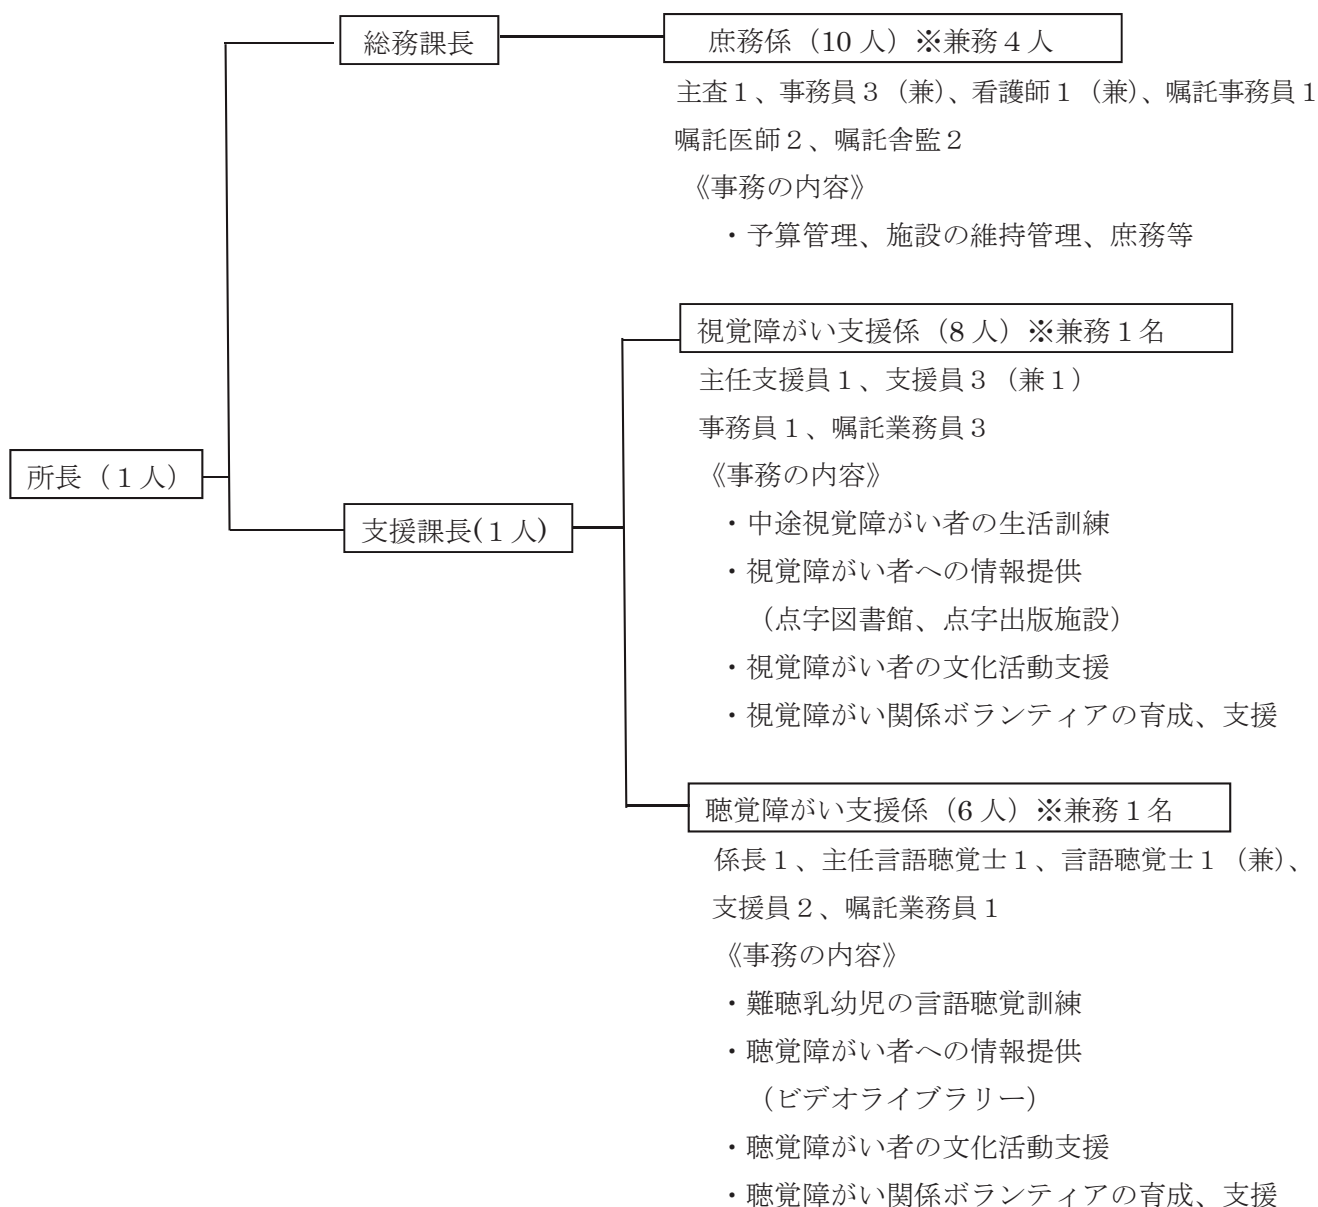 総務課長
庶務係（10 人）※兼務４人
主査１、事務員３（兼）、看護師１（兼）、嘱託事務員１
嘱託医師２、嘱託舎監２
《事務の内容》
・予算管理、施設の維持管理、庶務等
視覚障がい支援係（8 人）※兼務１名
主任支援員１、支援員３（兼１）
事務員１、嘱託業務員３
所長（１人）
《事務の内容》
・中途視覚障がい者の生活訓練
支援課長(１人)
・視覚障がい者への情報提供
（点字図書館、点字出版施設）
・視覚障がい者の文化活動支援
・視覚障がい関係ボランティアの育成、支援
聴覚障がい支援係（6 人）※兼務１名
係長１、主任言語聴覚士１、言語聴覚士１（兼）、
支援員２、嘱託業務員１
《事務の内容》
・難聴乳幼児の言語聴覚訓練
・聴覚障がい者への情報提供
（ビデオライブラリー）
・聴覚障がい者の文化活動支援
・聴覚障がい関係ボランティアの育成、支援